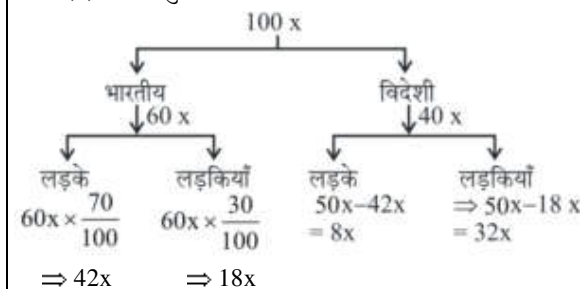 100 x
भारतीय विदेशी
60 x 40 x
लड़के लड़कियाँ लड़के लड़कियाँ
60x × 70/100 60x × 30/100 50x–42x ⇒ 50x–18 x
= 8x = 32x
⇒ 42x ⇒ 18x